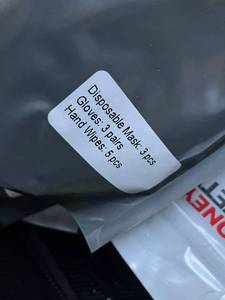 Disposable Mask: 3 pcs
Gloves: 3 pairs
Hand Wipes: 5 pcs